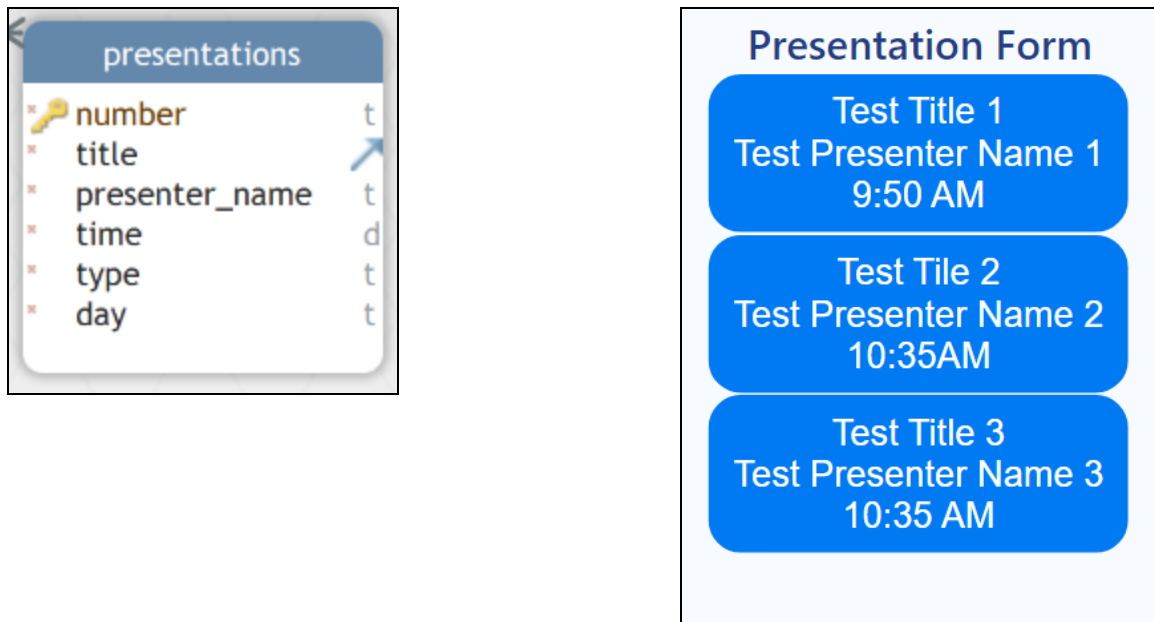 presentations
number t
title
presenter_name t
time d
type t
day t
Presentation Form
Test Title 1
Test Presenter Name 1
9:50 AM
Test Tile 2
Test Presenter Name 2
10:35AM
Test Title 3
Test Presenter Name 3
10:35 AM